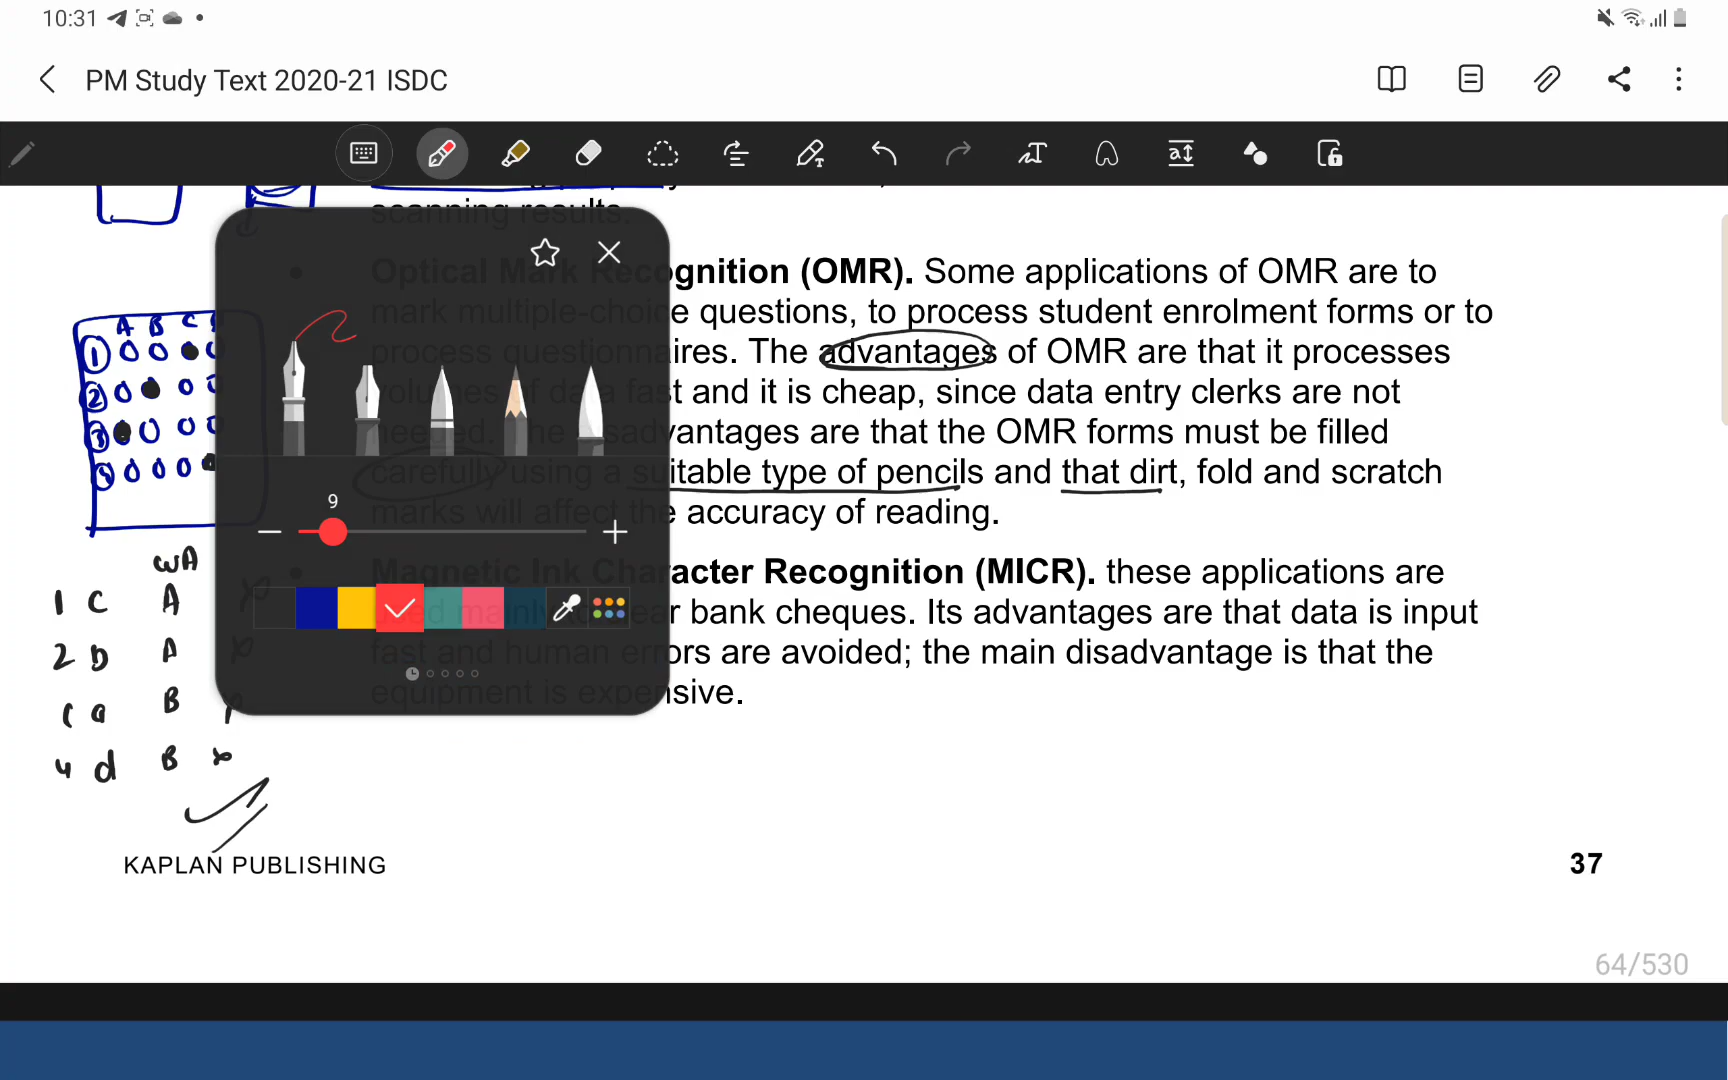 10:31
PM Study Text 2020-21 ISDC
scanning results.
Optical Mark Recognition (OMR). Some applications of OMR are to
mark multiple-choice questions, to process student enrolment forms or to
process questionnaires. The advantages of OMR are that it processes
volumes of data fast and it is cheap, since data entry clerks are not
needed. The disadvantages are that the OMR forms must be filled
carefully using a suitable type of pencils and that dirt, fold and scratch
marks will affect the accuracy of reading.
9
Magnetic Ink Character Recognition (MICR). these applications are
used mainly to clear bank cheques. Its advantages are that data is input
fast and human errors are avoided; the main disadvantage is that the
equipment is expensive.
A B C
1
2
3
4
WA
1 C A
2 D A
a B
4 d B
KAPLAN PUBLISHING
37
64/530